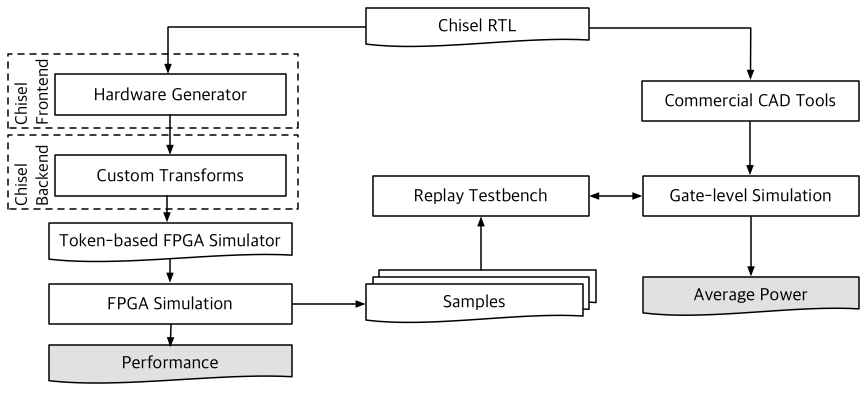 Chisel RTL
Chisel
Frontend
Hardware Generator
Commercial CAD Tools
Chisel
Backend
Custom Transforms
Replay Testbench
Gate-level Simulation
Token-based FPGA Simulator
FPGA Simulation
Samples
Average Power
Performance